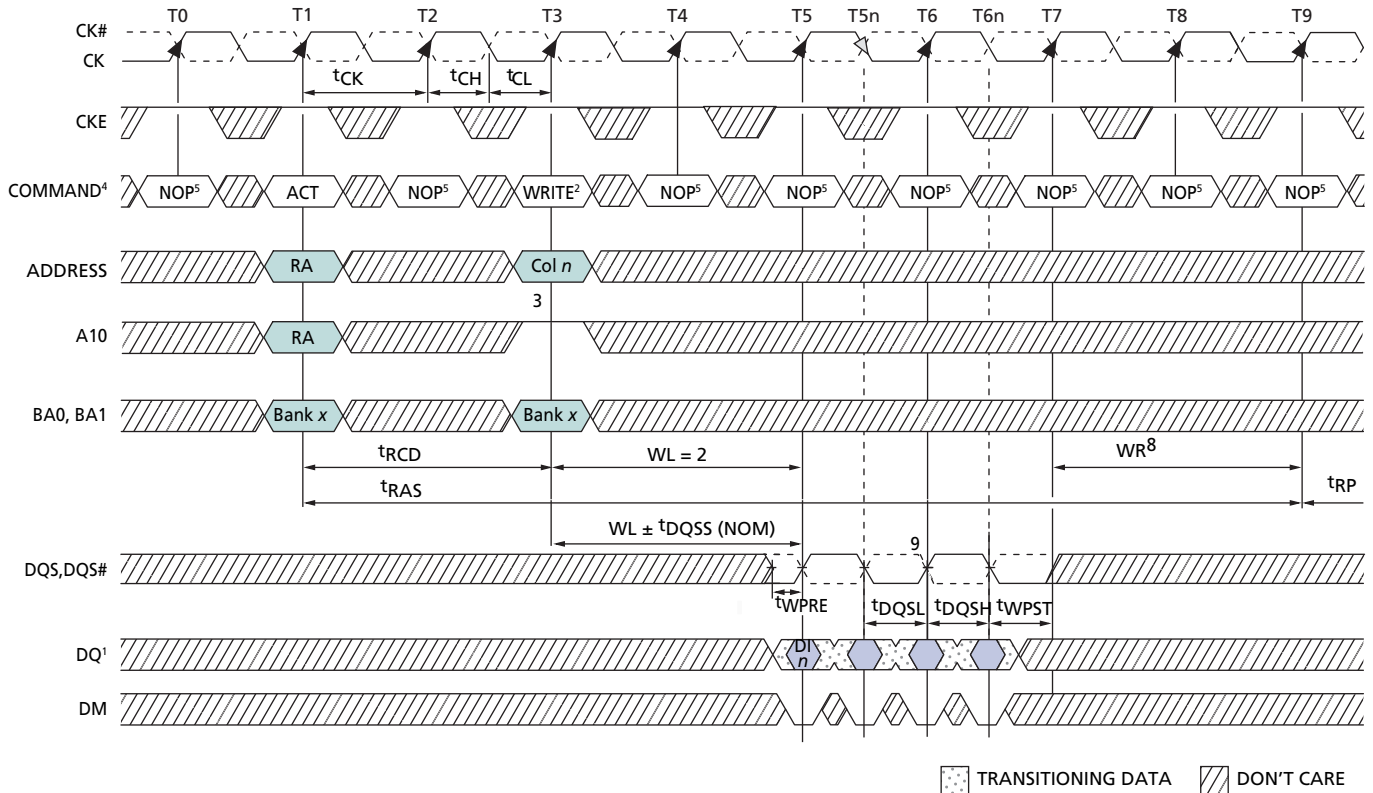 T0 T1 T2 T3 T4 T5 T5n T6 T6n T7 T8 T9
CK#
CK
tCK tCH tCL
CKE
COMMAND4 NOP5 ACT NOP5 WRITE2 NOP5 NOP5 NOP5 NOP5 NOP5 NOP5
ADDRESS RA Col n
3
A10 RA
BA0, BA1 Bank x Bank x
tRCD WL = 2 WR8
tRAS tRP
WL ± tDQSS (NOM)
9
DQS,DQS#
tWPRE tDQSL tDQSH tWPST
DQ1 DI n
DM
TRANSITIONING DATA DON'T CARE